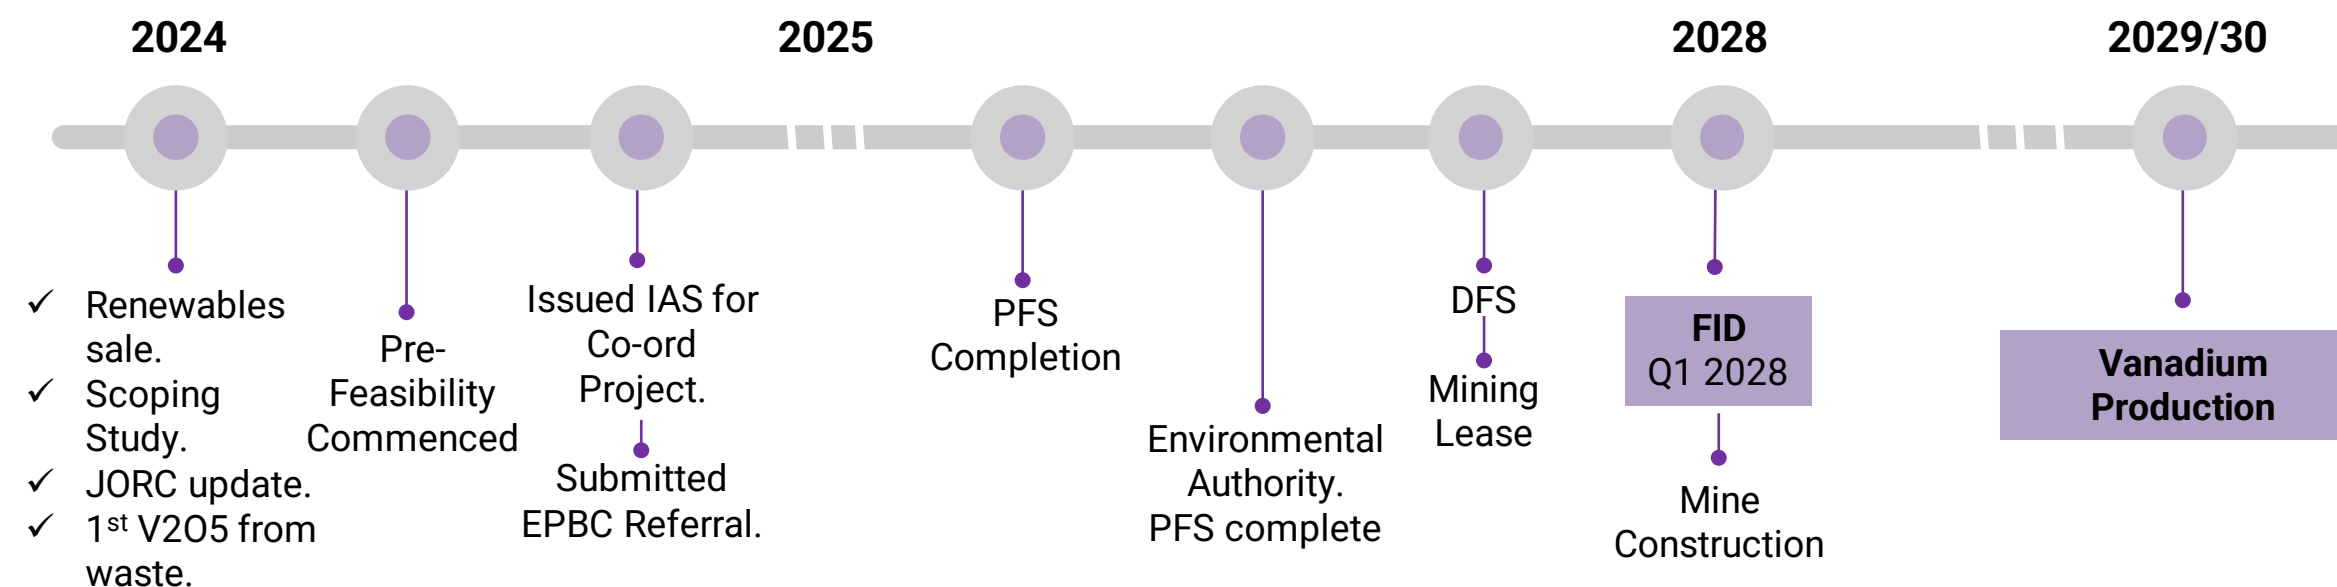 2024
2025
2028
2029/30
✓ Renewables
sale.
✓ Scoping
Study.
✓ JORC update.
✓ 1st V2O5 from
waste.
Pre-
Feasibility
Commenced
Issued IAS for
Co-ord
Project.
Submitted
EPBC Referral.
PFS
Completion
Environmental
Authority.
PFS complete
DFS
Mining
Lease
FID
Q1 2028
Mine
Construction
Vanadium
Production